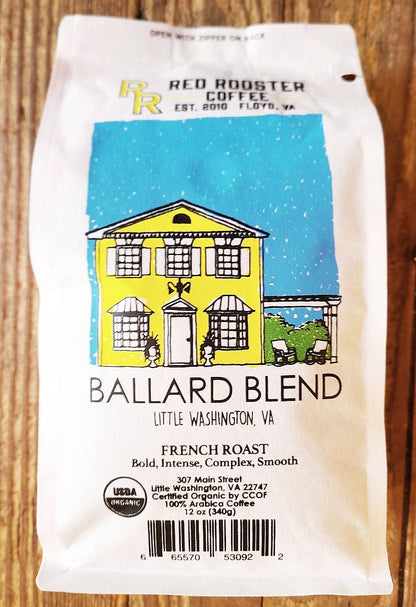 OPEN WITH ZIPPER ON BACK
RR
RED ROOSTER
COFFEE
EST. 2010 FLOYD, VA
BALLARD BLEND
LITTLE WASHINGTON, VA
FRENCH ROAST
Bold, Intense, Complex, Smooth
307 Main Street
Little Washington, VA 22747
Certified Organic by CCOF
100% Arabica Coffee
12 oz (340g)
USDA
ORGANIC
6 65570 53092 2